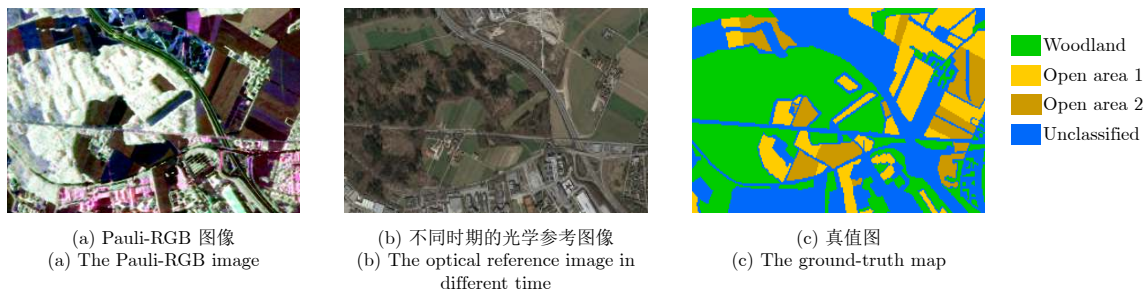 Woodland
Open area 1
Open area 2
Unclassified
(a) Pauli-RGB 图像
(a) The Pauli-RGB image
(b) 不同时期的光学参考图像
(b) The optical reference image in
different time
(c) 真值图
(c) The ground-truth map